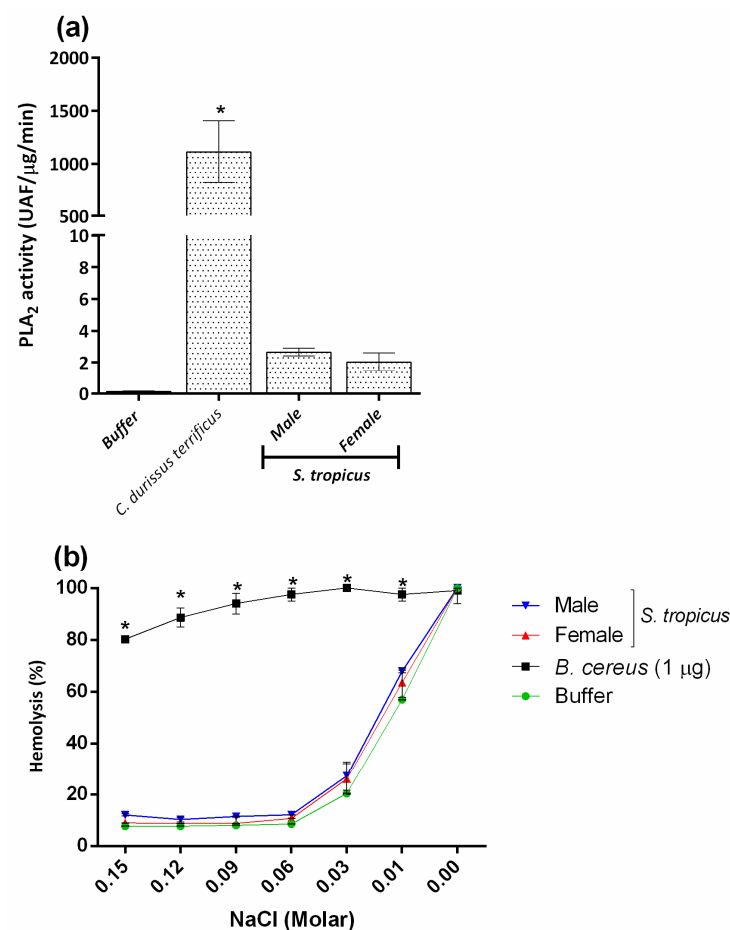 (a)
PLA2 activity (UAF/μg/min)
2000
1500
1000
500
10
8
6
4
2
0
*
Buffer
C. durissus terrificus
Male
Female
S. tropicus
(b)
Hemolysis (%)
100
80
60
40
20
0
* * * * * *
0.15 0.12 0.09 0.06 0.03 0.01 0.00
NaCl (Molar)
Male
Female
S. tropicus
B. cereus (1 μg)
Buffer